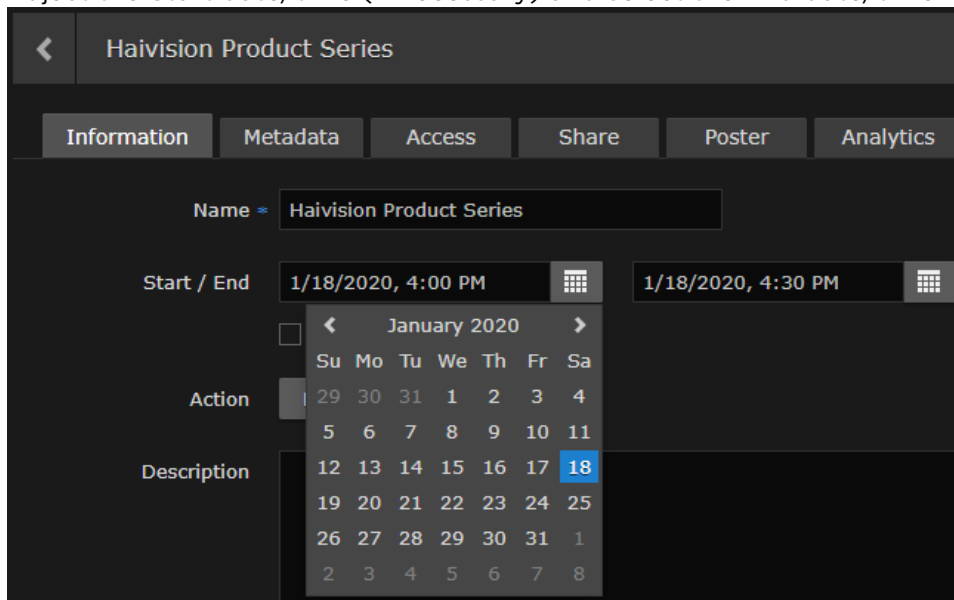 Haivision Product Series
Information Metadata Access Share Poster Analytics
Name * Haivision Product Series
Start / End 1/18/2020, 4:00 PM 1/18/2020, 4:30 PM
January 2020
Su Mo Tu We Th Fr Sa
29 30 31 1 2 3 4
Action
5 6 7 8 9 10 11
Description
12 13 14 15 16 17 18
19 20 21 22 23 24 25
26 27 28 29 30 31 1
2 3 4 5 6 7 8